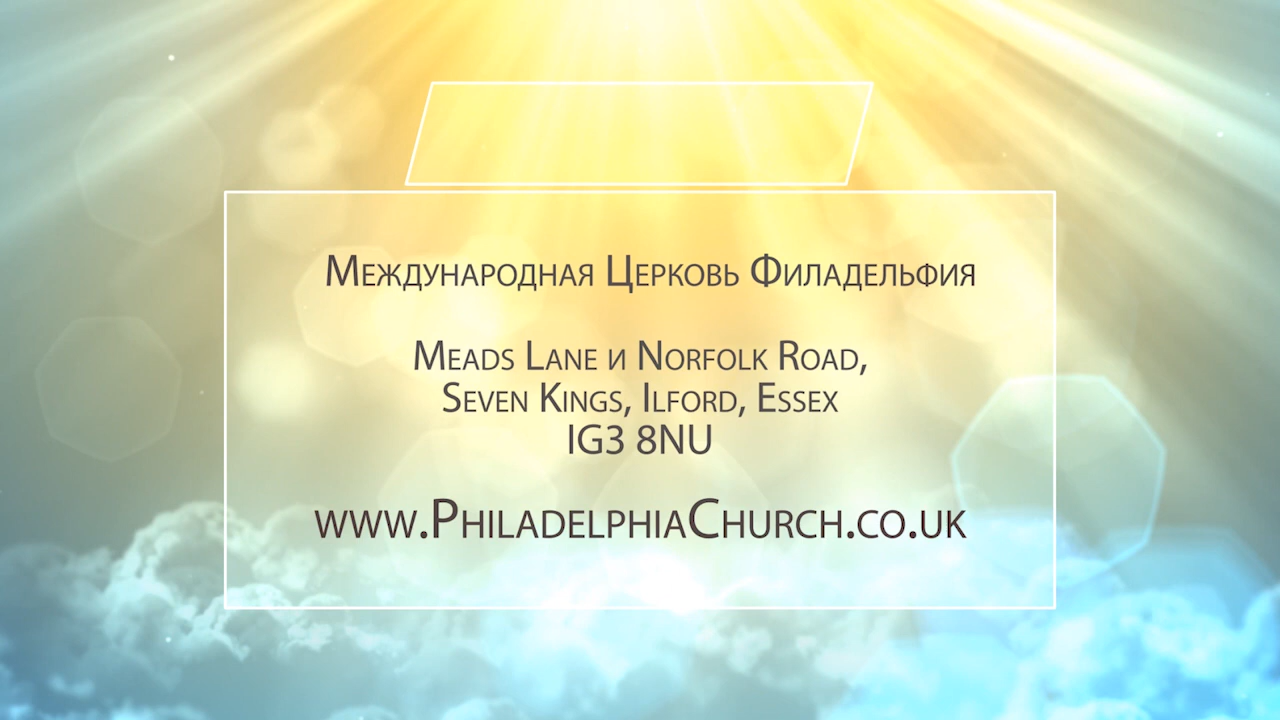 Международная Церковь Филадельфия
Meads Lane и Norfolk Road,
Seven Kings, Ilford, Essex
IG3 8NU
www.PhiladelphiaChurch.co.uk